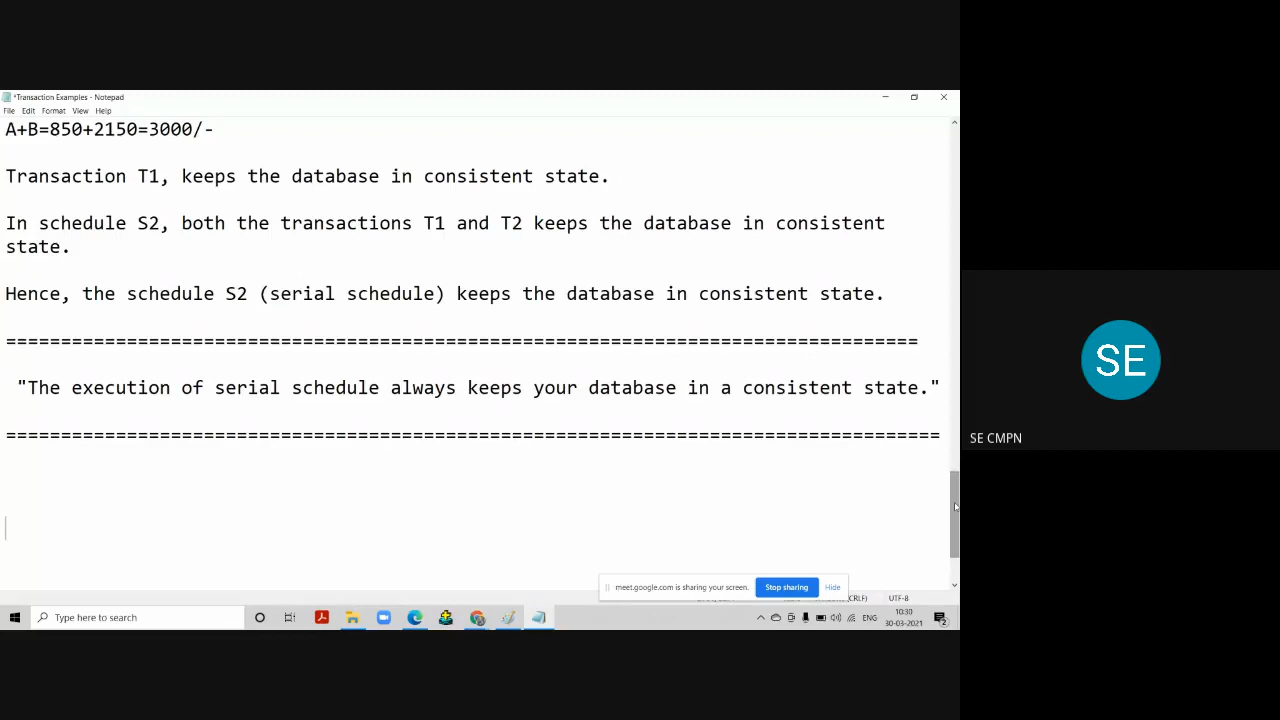 *Transaction Examples - Notepad
File Edit Format View Help
A+B=850+2150=3000/-
Transaction T1, keeps the database in consistent state.
In schedule S2, both the transactions T1 and T2 keeps the database in consistent
state.
Hence, the schedule S2 (serial schedule) keeps the database in consistent state.
===================================================================================
"The execution of serial schedule always keeps your database in a consistent state."
=====================================================================================
SE
SE CMPN
meet.google.com is sharing your screen. Stop sharing Hide
(CRLF) UTF-8
Type here to search
ENG
10:30
30-03-2021
2